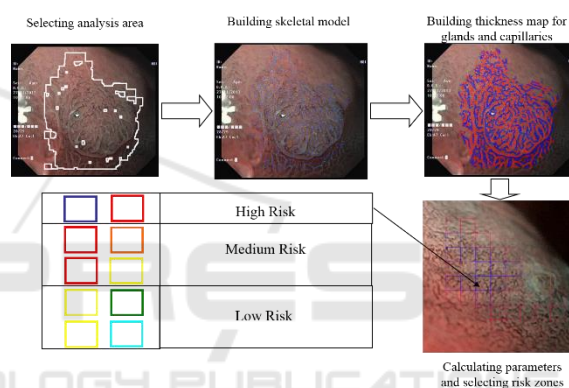 Selecting analysis area
Building skeletal model
Building thickness map for
glands and capillaries
High Risk
Medium Risk
Low Risk
Calculating parameters
and selecting risk zones